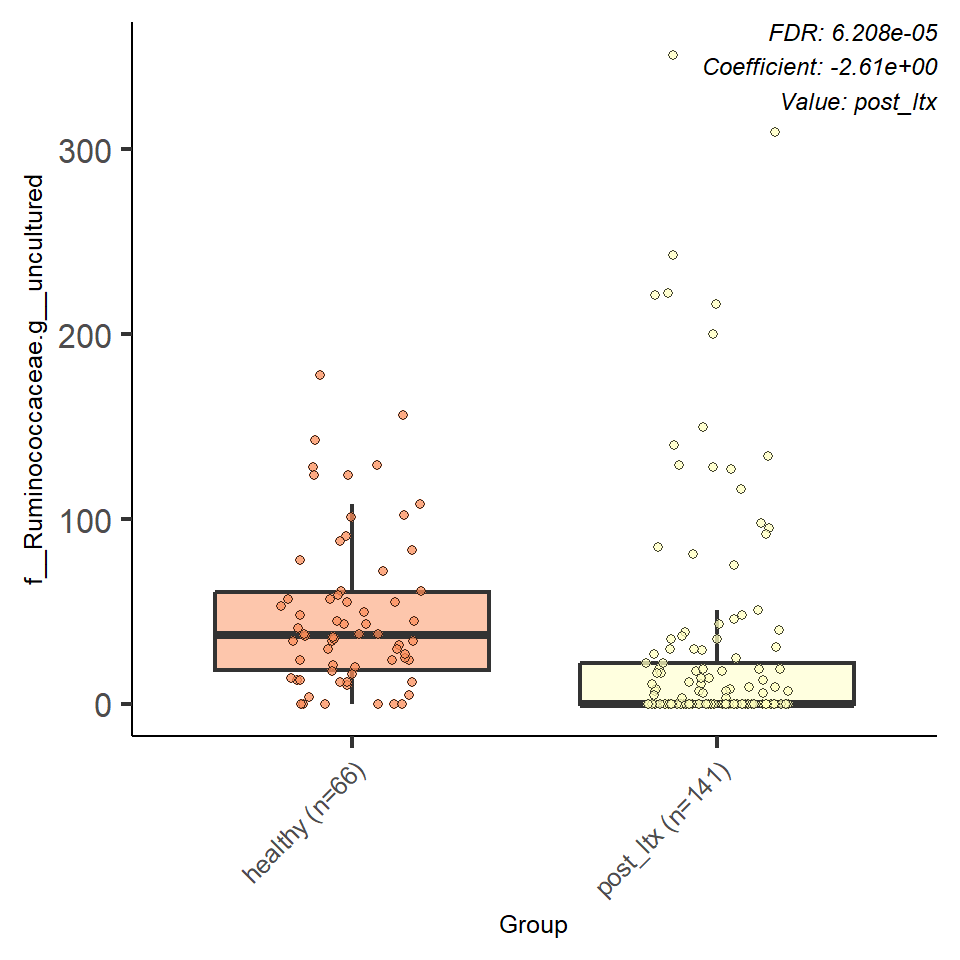 FDR: 6.208e-05
Coefficient: -2.61e+00
Value: post_ltx
f__Ruminococcaceae.g__uncultured
300
200
100
0
healthy (n=66)
post_ltx (n=141)
Group